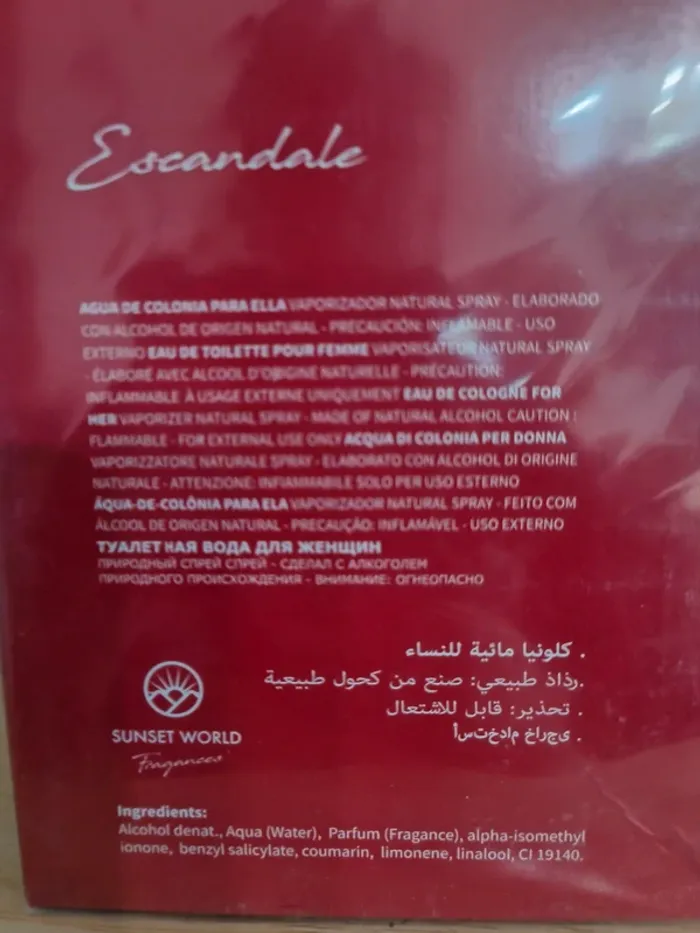 Escandale
AGUA DE COLONIA PARA ELLA VAPORIZADOR NATURAL SPRAY - ELABORADO
CON ALCOHOL DE ORIGEN NATURAL - PRECAUCIÓN: INFLAMABLE - USO
EXTERNO EAU DE TOILETTE POUR FEMME VAPORISATEUR NATURAL SPRAY
- ÉLABORÉ AVEC ALCOOL D'ORIGINE NATURELLE - PRÉCAUTION:
INFLAMMABLE À USAGE EXTERNE UNIQUEMENT EAU DE COLOGNE FOR
HER VAPORIZER NATURAL SPRAY - MADE OF NATURAL ALCOHOL CAUTION :
FLAMMABLE - FOR EXTERNAL USE ONLY ACQUA DI COLONIA PER DONNA
VAPORIZZATORE NATURALE SPRAY - ELABORATO CON ALCOHOL DI ORIGINE
NATURALE - ATTENZIONE: INFIAMMABILE SOLO PER USO ESTERNO
ÁQUA-DE-COLÔNIA PARA ELA VAPORIZADOR NATURAL SPRAY - FEITO COM
ÁLCOOL DE ORIGEN NATURAL - PRECAUÇÃO: INFLAMÁVEL - USO EXTERNO
ТУАЛЕТ НАЯ ВОДА ДЛЯ ЖЕНЩИН
ПРИРОДНЫЙ СПРЕЙ СПРЕЙ - СДЕЛАЛ С АЛКОГОЛЕМ
ПРИРОДНОГО ПРОИСХОЖДЕНИЯ - ВНИМАНИЕ: ОГНЕОПАСНО
كلونيا مائية للنساء .
رذاذ طبيعي: صنع من كحول طبيعية.
تحذير: قابل للاشتعال .
ىجراخ مادختسأ .
SUNSET WORLD
Fragances
Ingredients:
Alcohol denat., Aqua (Water), Parfum (Fragance), alpha-isomethyl
ionone, benzyl salicylate, coumarin, limonene, linalool, CI 19140.